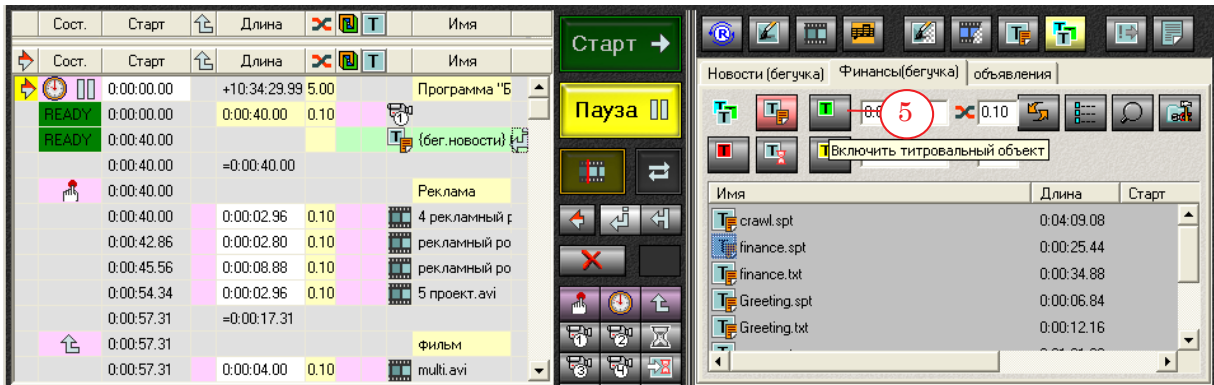 Сост. Старт Длина T Имя
Сост. Старт Длина T Имя
0:00:00.00 +10:34:29.99 5.00 Программа "Б
READY 0:00:00.00 0:00:40.00 0.10 1
READY 0:00:40.00 T {бег.новости}
0:00:40.00 =0:00:40.00
0:00:40.00 Реклама
0:00:40.00 0:00:02.96 0.10 4 рекламный р
0:00:42.86 0:00:02.80 0.10 рекламный ро
0:00:45.56 0:00:08.88 0.10 рекламный ро
0:00:54.34 0:00:02.96 0.10 5 проект.avi
0:00:57.31 =0:00:17.31
0:00:57.31 фильм
0:00:57.31 0:00:04.00 0.10 multi.avi
Старт
Пауза
1 2
3 4
R T T
Новости (бегучка) Финансы(бегучка) объявления
T T T 5 0.10
T T T
Включить титровальный объект
Имя Длина Старт
crawl.spt 0:04:09.08
finance.spt 0:00:25.44
finance.txt 0:00:34.88
Greeting.spt 0:00:06.84
Greeting.txt 0:00:12.16